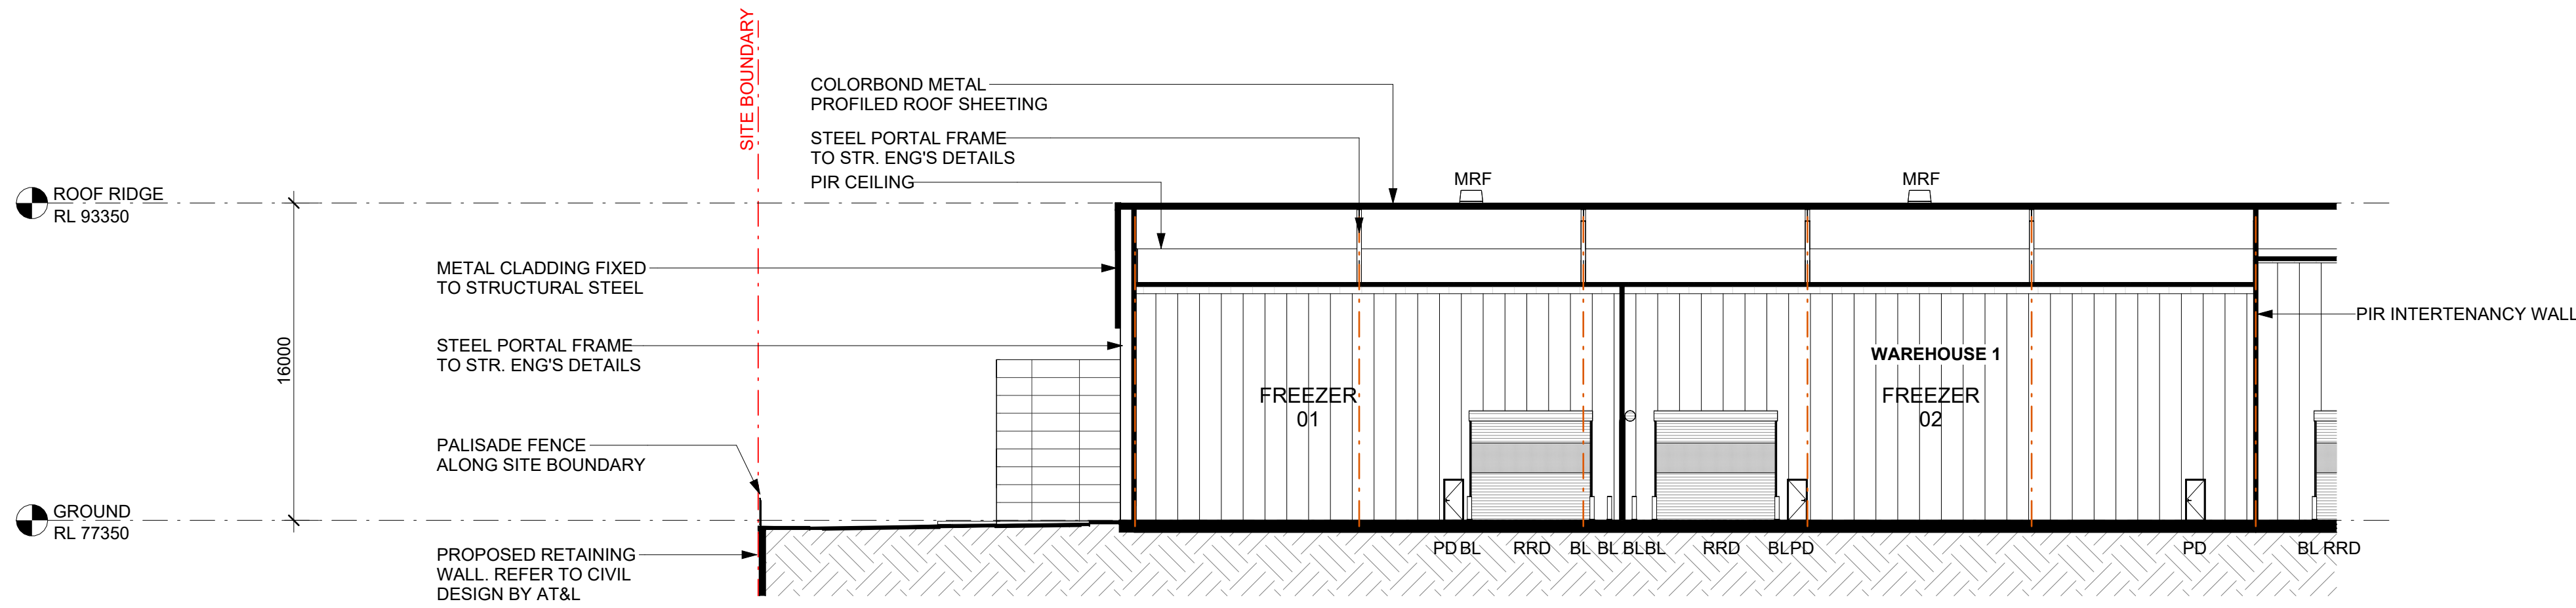 SITE BOUNDARY
COLORBOND METAL
PROFILED ROOF SHEETING
STEEL PORTAL FRAME
TO STR. ENG'S DETAILS
PIR CEILING
MRF
MRF
ROOF RIDGE
RL 93350
METAL CLADDING FIXED
TO STRUCTURAL STEEL
PIR INTERTENANCY WALL
16000
STEEL PORTAL FRAME
TO STR. ENG'S DETAILS
WAREHOUSE 1
FREEZER
01
FREEZER
02
PALISADE FENCE
ALONG SITE BOUNDARY
GROUND
RL 77350
PROPOSED RETAINING
WALL. REFER TO CIVIL
DESIGN BY AT&L
PD BL RRD BL BL BL BL RRD BL PD PD BL RRD